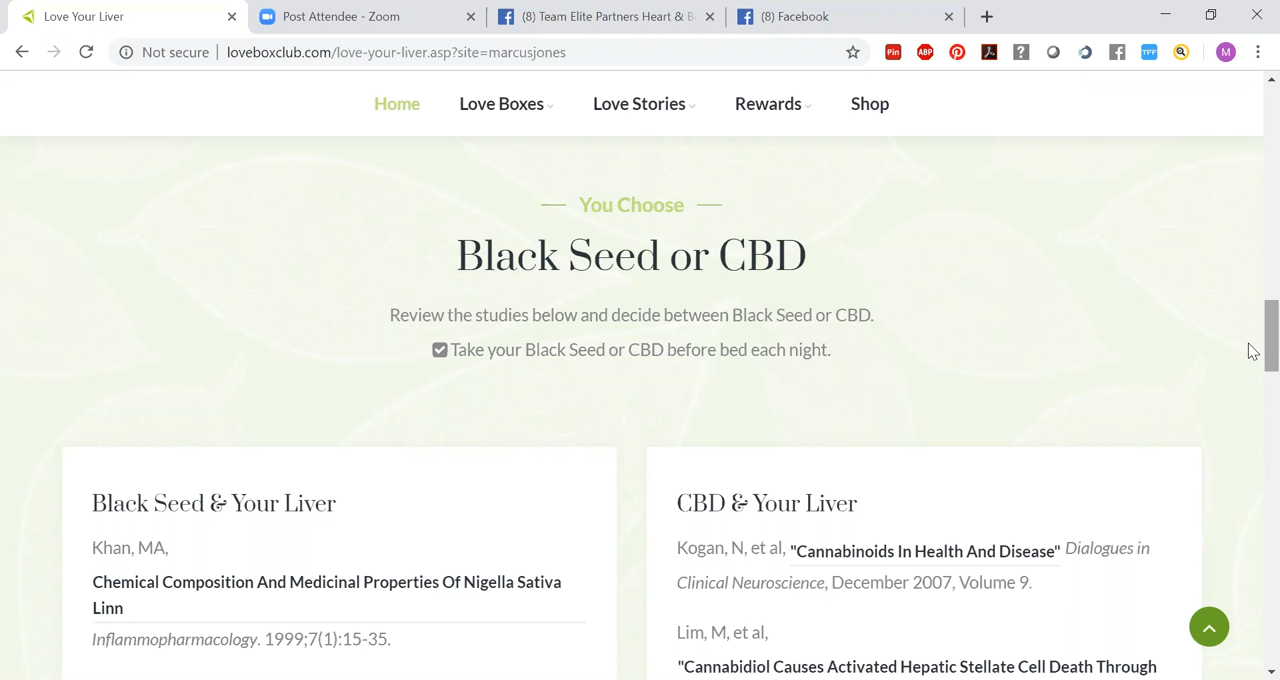 Love Your Liver
Post Attendee - Zoom
(8) Team Elite Partners Heart & B
(8) Facebook
Not secure
loveboxclub.com/love-your-liver.asp?site=marcusjones
Pin
ABP
?
TFF
M
Home
Love Boxes
Love Stories
Rewards
Shop
You Choose
Black Seed or CBD
Review the studies below and decide between Black Seed or CBD.
Take your Black Seed or CBD before bed each night.
Black Seed & Your Liver
Khan, MA,
Chemical Composition And Medicinal Properties Of Nigella Sativa
Linn
Inflammopharmacology. 1999;7(1):15-35.
CBD & Your Liver
Kogan, N, et al, "Cannabinoids In Health And Disease" Dialogues in
Clinical Neuroscience, December 2007, Volume 9.
Lim, M, et al,
"Cannabidiol Causes Activated Hepatic Stellate Cell Death Through